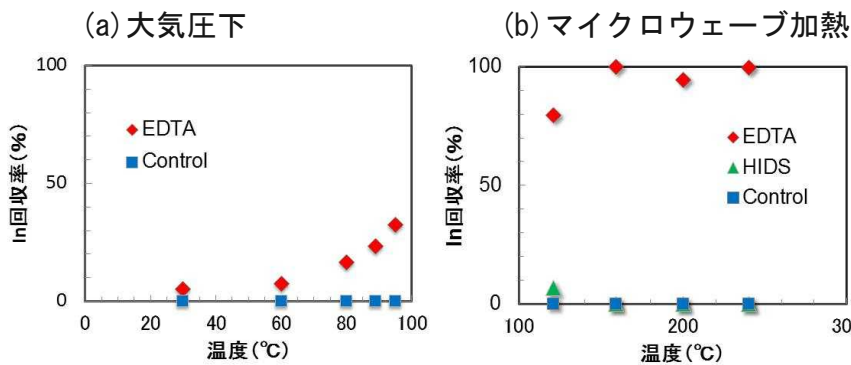 (a)大気圧下
100
50
0
In回収率(%)
EDTA
Control
0 20 40 60 80 100
温度(℃)
(b)マイクロウェーブ加熱
100
50
0
In回収率(%)
EDTA
HIDS
Control
100 200 30
温度(℃)